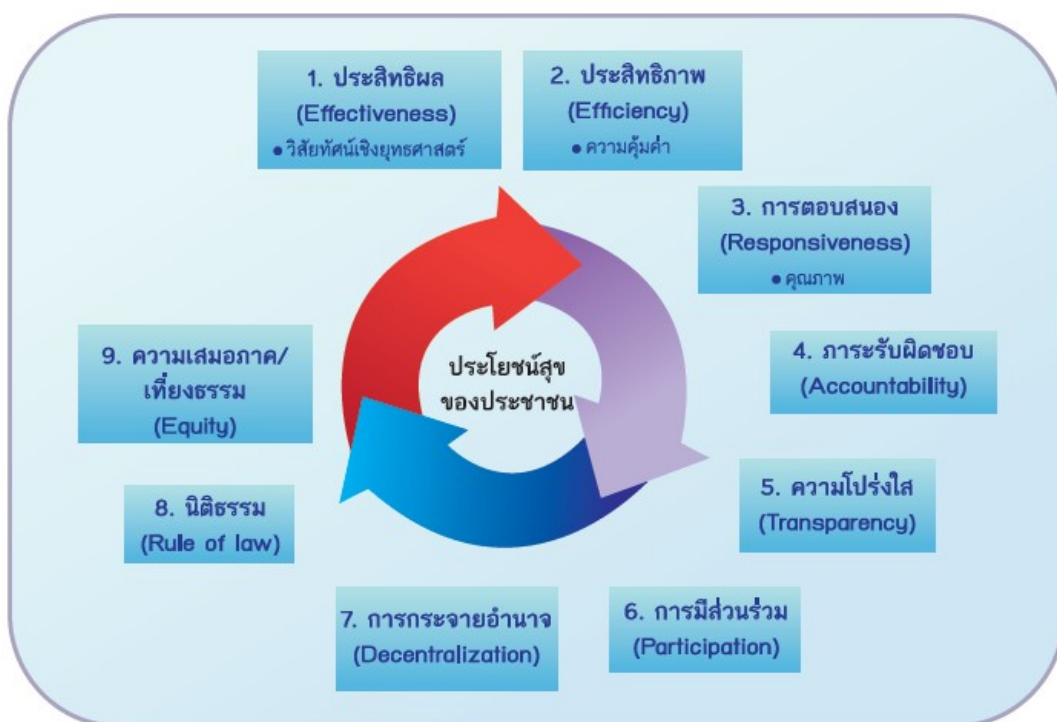 1. ประสิทธิผล
(Effectiveness)
• วิสัยทัศน์เชิงยุทธศาสตร์
2. ประสิทธิภาพ
(Efficiency)
• ความคุ้มค่า
3. การตอบสนอง
(Responsiveness)
• คุณภาพ
4. ภาระรับผิดชอบ
(Accountability)
5. ความโปร่งใส
(Transparency)
6. การมีส่วนร่วม
(Participation)
7. การกระจายอำนาจ
(Decentralization)
8. นิติธรรม
(Rule of law)
9. ความเสมอภาค/
เที่ยงธรรม
(Equity)
ประโยชน์สุข
ของประชาชน